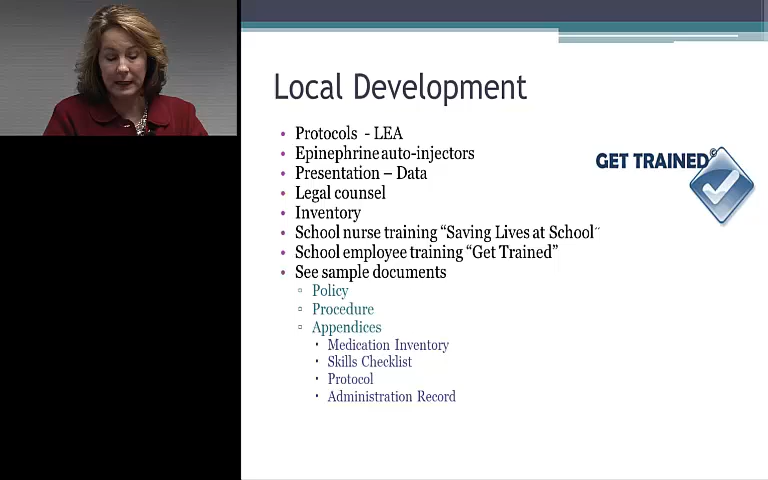 Local Development
• Protocols - LEA
• Epinephrine auto-injectors
• Presentation – Data
• Legal counsel
• Inventory
• School nurse training “Saving Lives at School”
• School employee training “Get Trained”
• See sample documents
▫ Policy
▫ Procedure
▫ Appendices
· Medication Inventory
· Skills Checklist
· Protocol
· Administration Record
GET TRAINED©